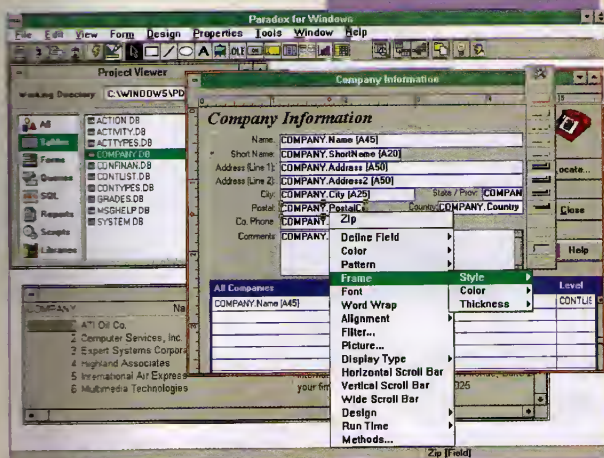 Paradox for Windows
File Edit View Form Design Properties Tools Window Help
Project Viewer
Working Directory C:\WINDOWS\PD
All
Tables
Forms
Queries
SQL
Reports
Scripts
Libraries
ACTION.DB
ACTIVITY.DB
ACTTYPES.DB
COMPANY.DB
CONFINAN.DB
CONTLIST.DB
CONTYPES.DB
GRADES.DB
MSGHELP.DB
SYSTEM.DB
Company Information
Company Information
Name: COMPANY.Name [A45]
Short Name: COMPANY.ShortName [A20]
Address (Line 1): COMPANY.Address [A50]
Address (Line 2): COMPANY.Address2 [A50]
City: COMPANY.City [A25] State / Prov: COMPAN
Postal: COMPANY.PostalCo Country: COMPANY.Country
Co. Phone: COMPANY
Comments: COMPANY.
ocate...
Close
Help
Zip
Define Field
Color
Pattern
Frame
Font
Word Wrap
Alignment
Filter...
Picture...
Display Type
Horizontal Scroll Bar
Vertical Scroll Bar
Wide Scroll Bar
Design
Run Time
Methods...
Style
Color
Thickness
All Companies Level
COMPANY.Name [A45] CONTLIS
COMPANY Na
ATI Oil Co.
2 Computer Services, Inc.
3 Expert Systems Corpora
4 Highland Associates
5 International Air Express
6 Multimedia Technologies
your fin
025
Zip [Field]